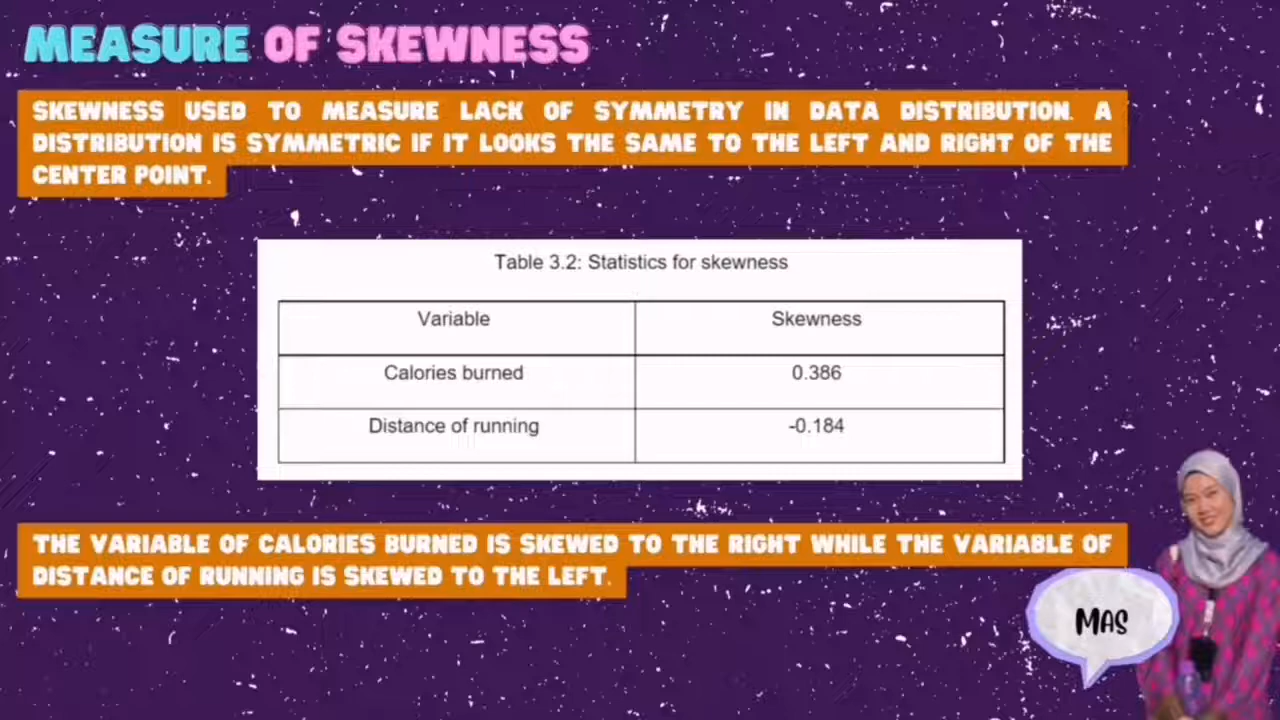 MEASURE OF SKEWNESS
SKEWNESS USED TO MEASURE LACK OF SYMMETRY IN DATA DISTRIBUTION. A
DISTRIBUTION IS SYMMETRIC IF IT LOOKS THE SAME TO THE LEFT AND RIGHT OF THE
CENTER POINT.
Table 3.2: Statistics for skewness
Variable Skewness
Calories burned 0.386
Distance of running -0.184
THE VARIABLE OF CALORIES BURNED IS SKEWED TO THE RIGHT WHILE THE VARIABLE OF
DISTANCE OF RUNNING IS SKEWED TO THE LEFT.
MAS